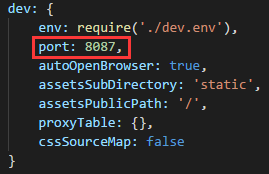 dev: {
env: require('./dev.env'),
port: 8087,
autoOpenBrowser: true,
assetsSubDirectory: 'static',
assetsPublicPath: '/',
proxyTable: {},
cssSourceMap: false
}